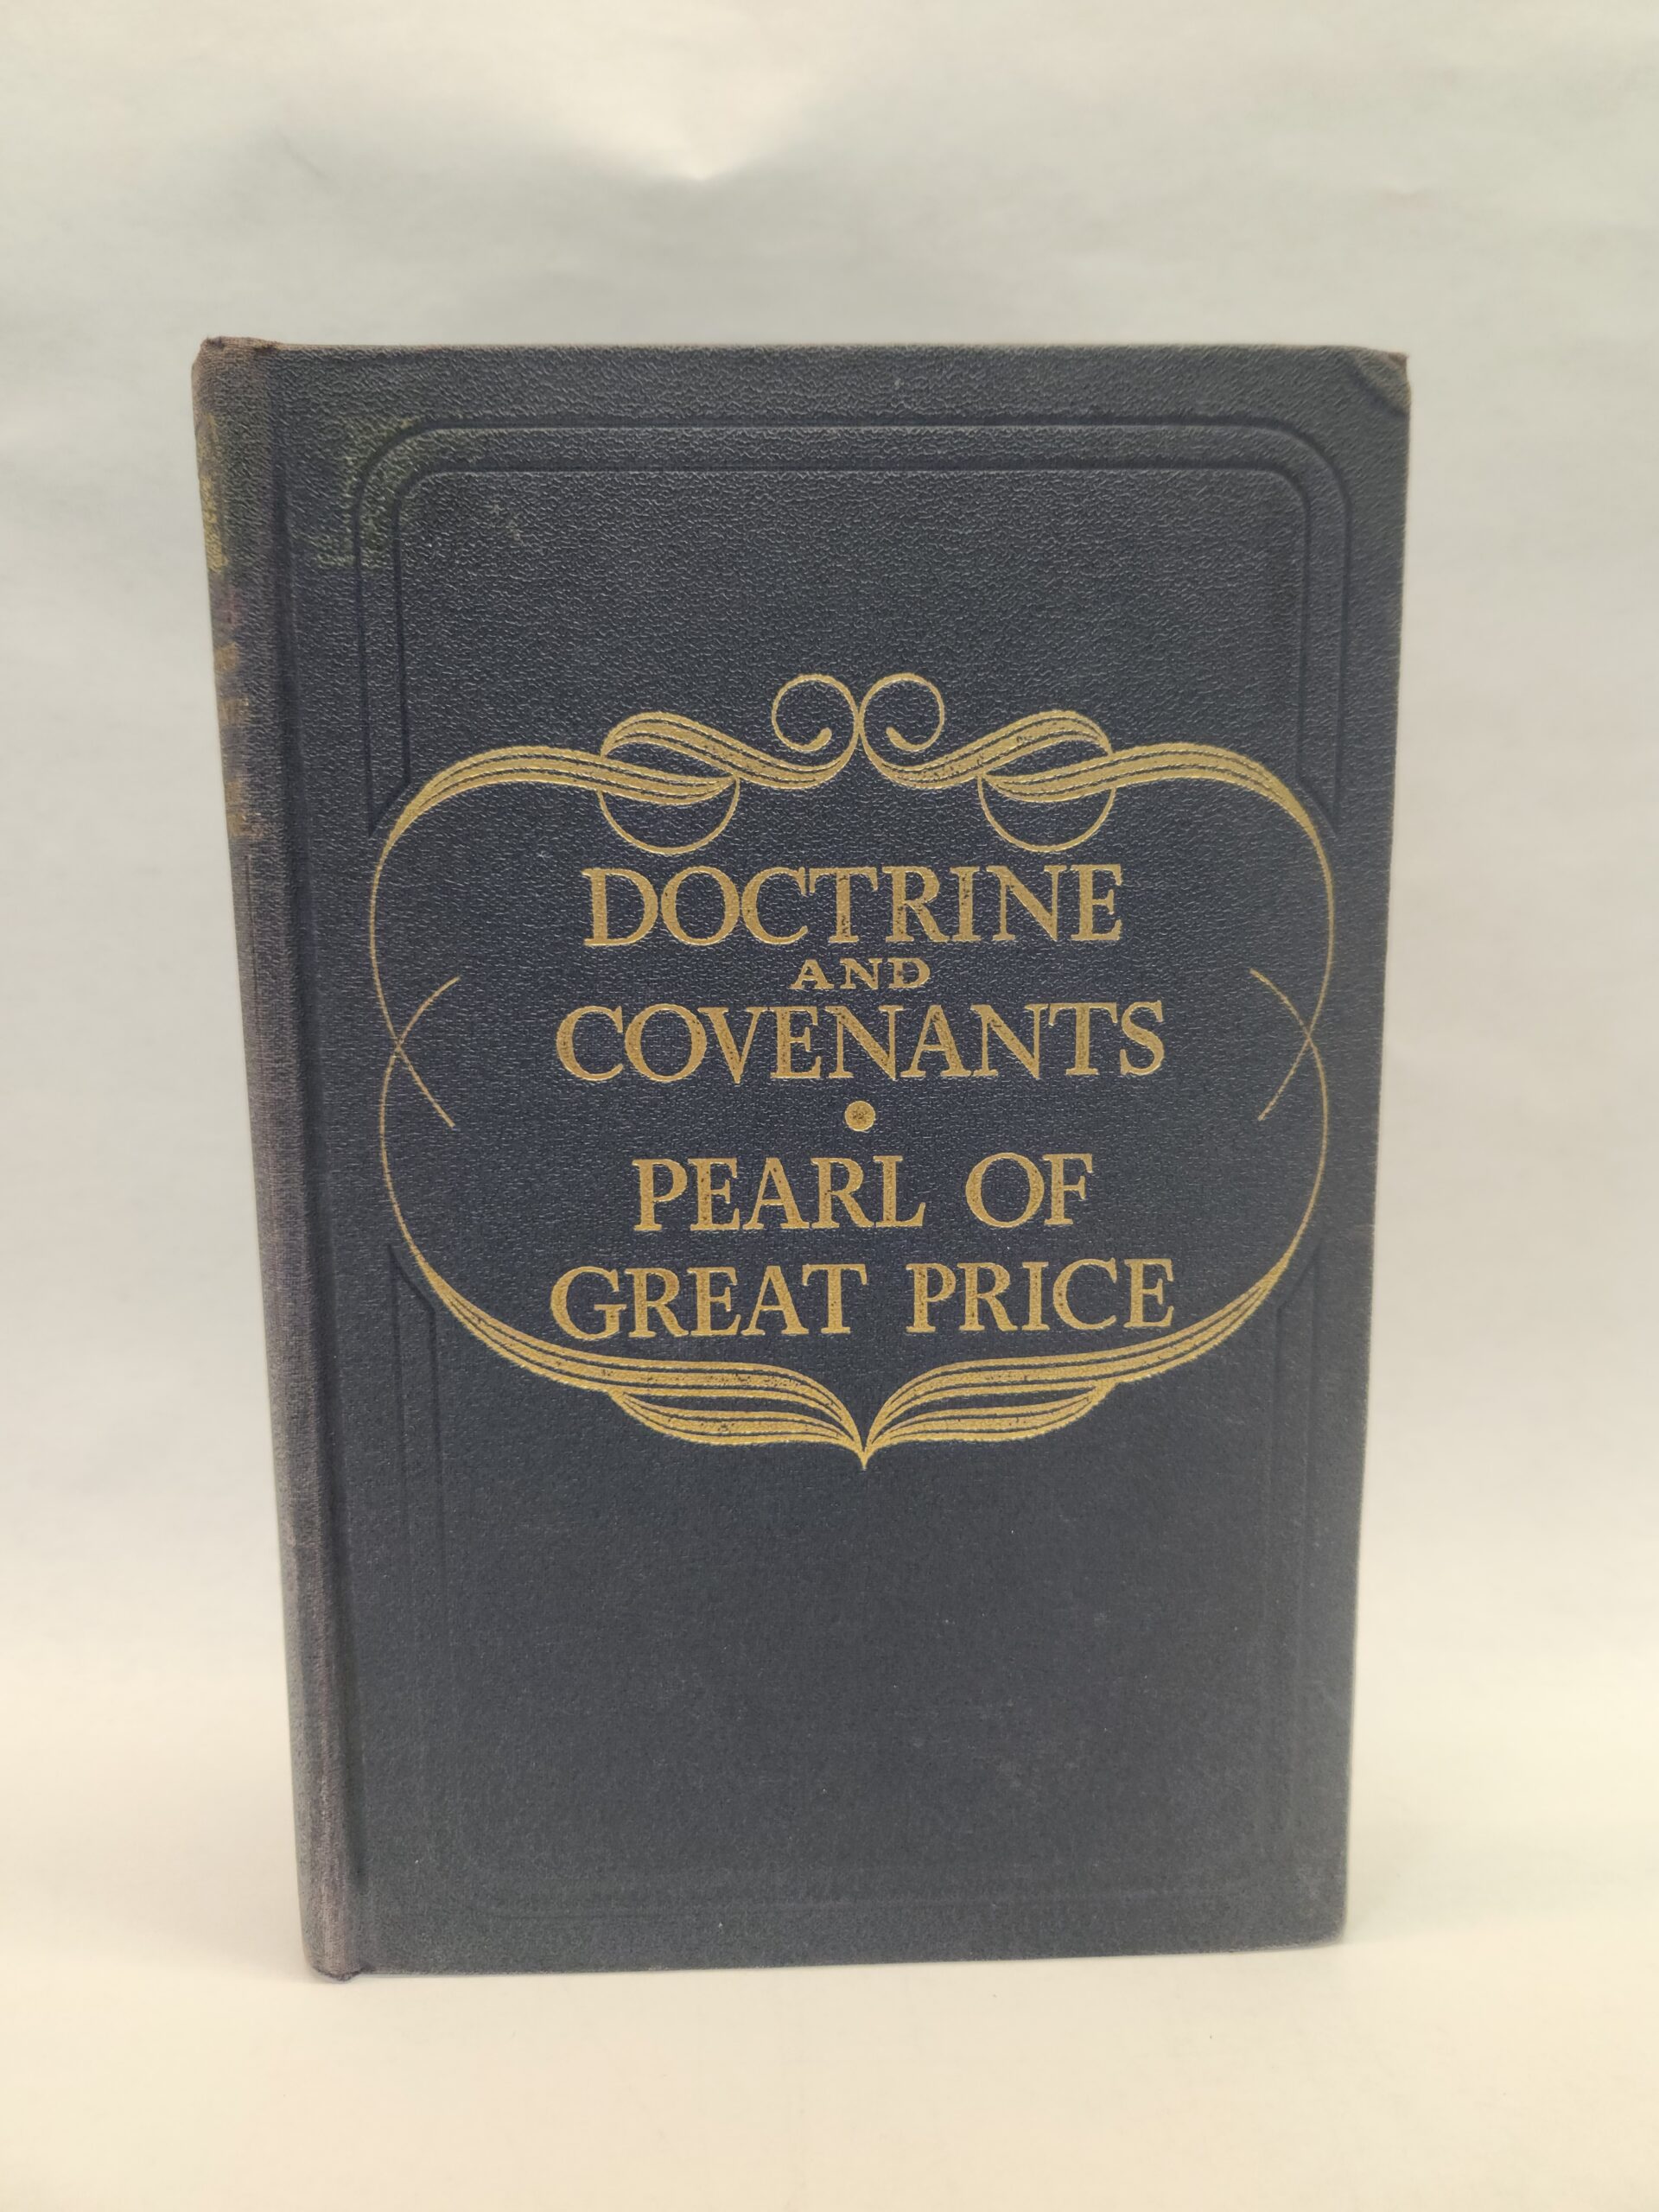 DOCTRINE
AND
COVENANTS
•
PEARL OF
GREAT PRICE